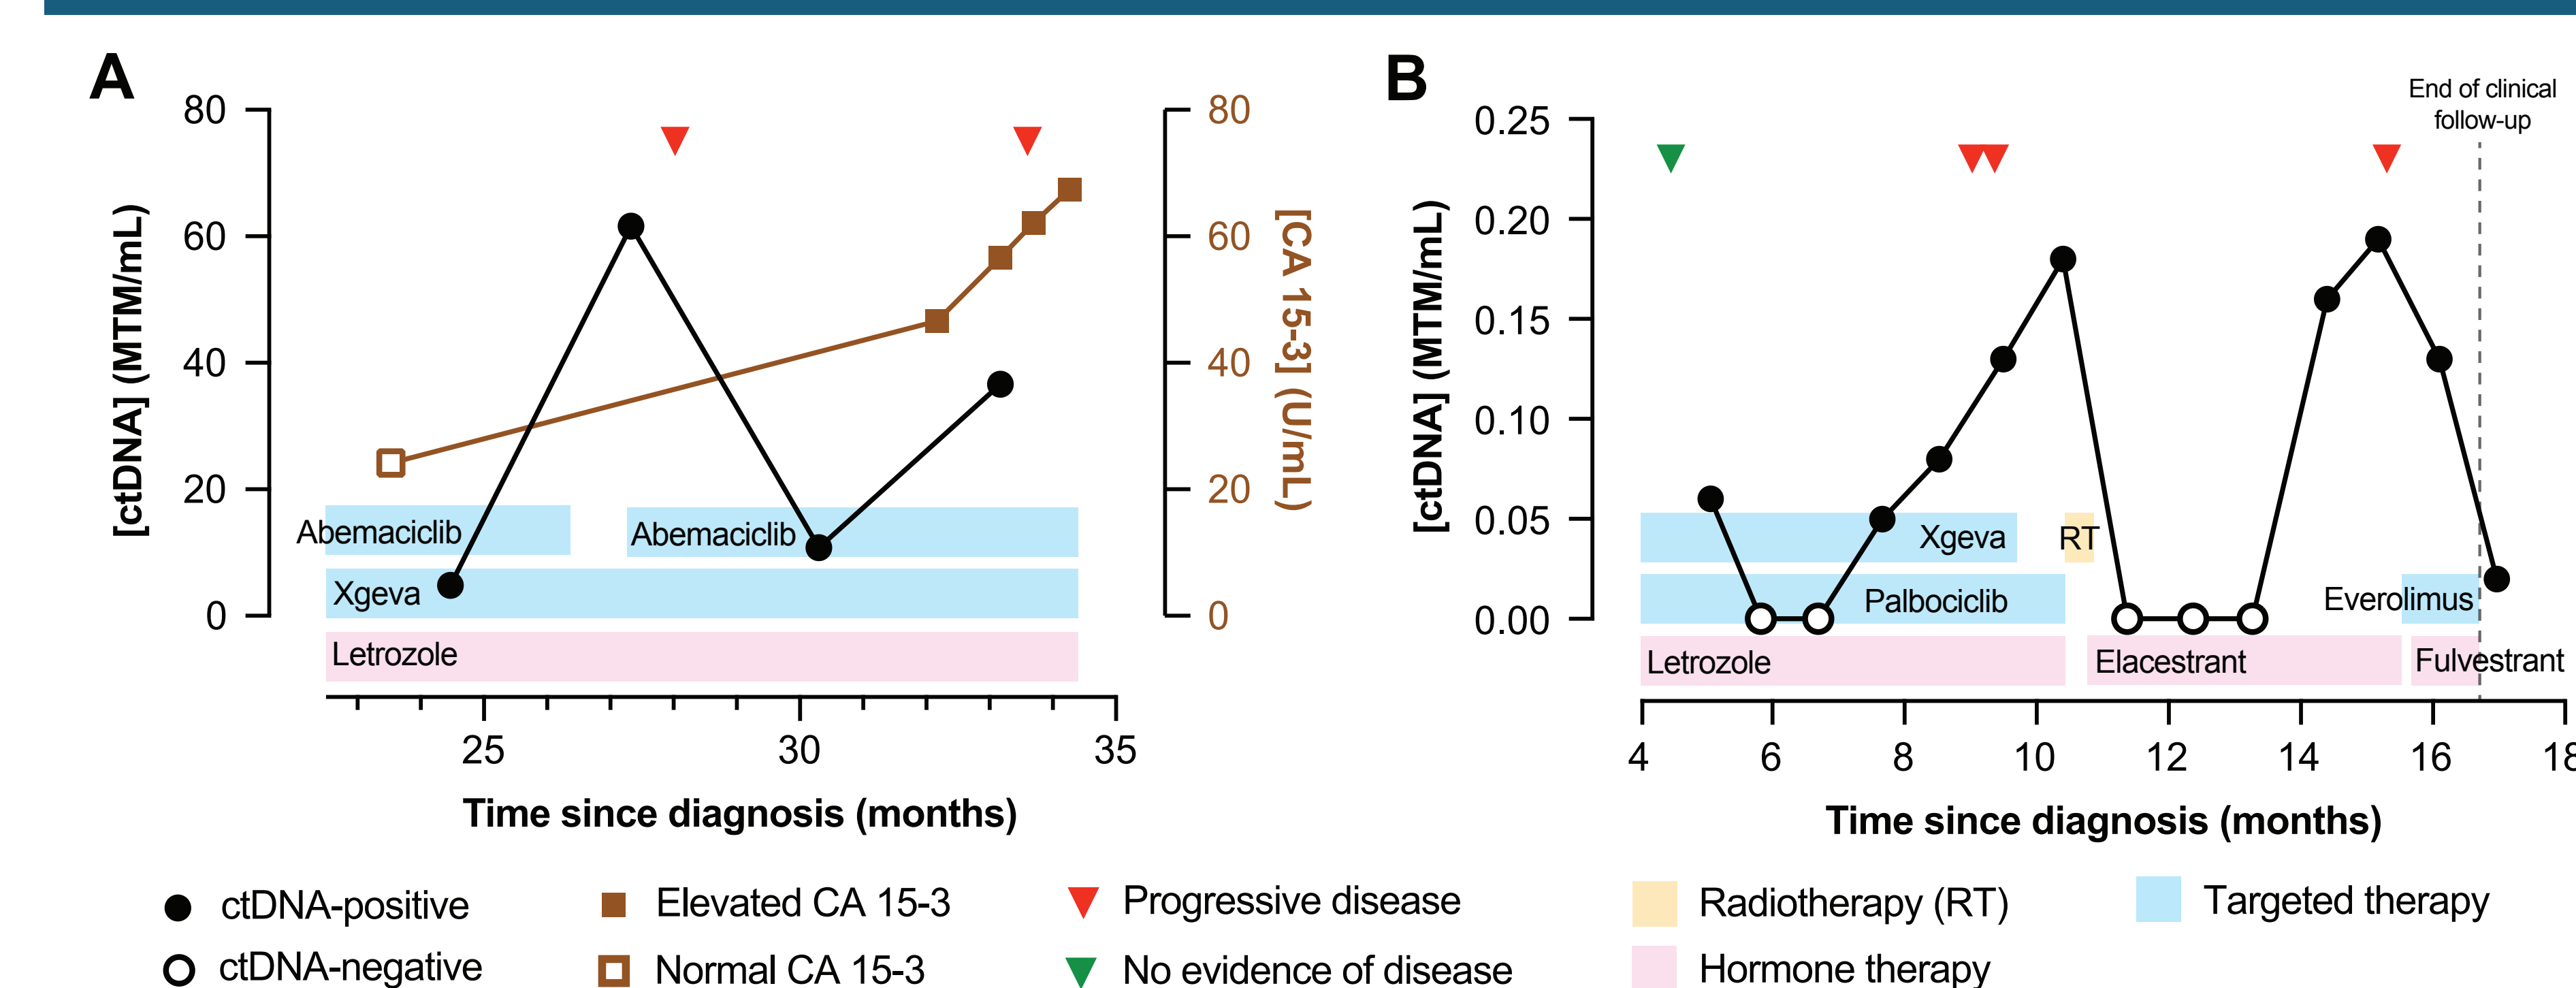 A
B
End of clinical
follow-up
80
60
40
20
0
[ctDNA] (MTM/mL)
80
60
40
20
0
[CA 15-3] (U/mL)
Abemaciclib
Abemaciclib
Xgeva
Letrozole
25
30
35
Time since diagnosis (months)
0.25
0.20
0.15
0.10
0.05
0.00
[ctDNA] (MTM/mL)
Xgeva
RT
Palbociclib
Everolimus
Letrozole
Elacestrant
Fulvestrant
4
6
8
10
12
14
16
18
Time since diagnosis (months)
ctDNA-positive
Elevated CA 15-3
Progressive disease
Radiotherapy (RT)
Targeted therapy
ctDNA-negative
Normal CA 15-3
No evidence of disease
Hormone therapy